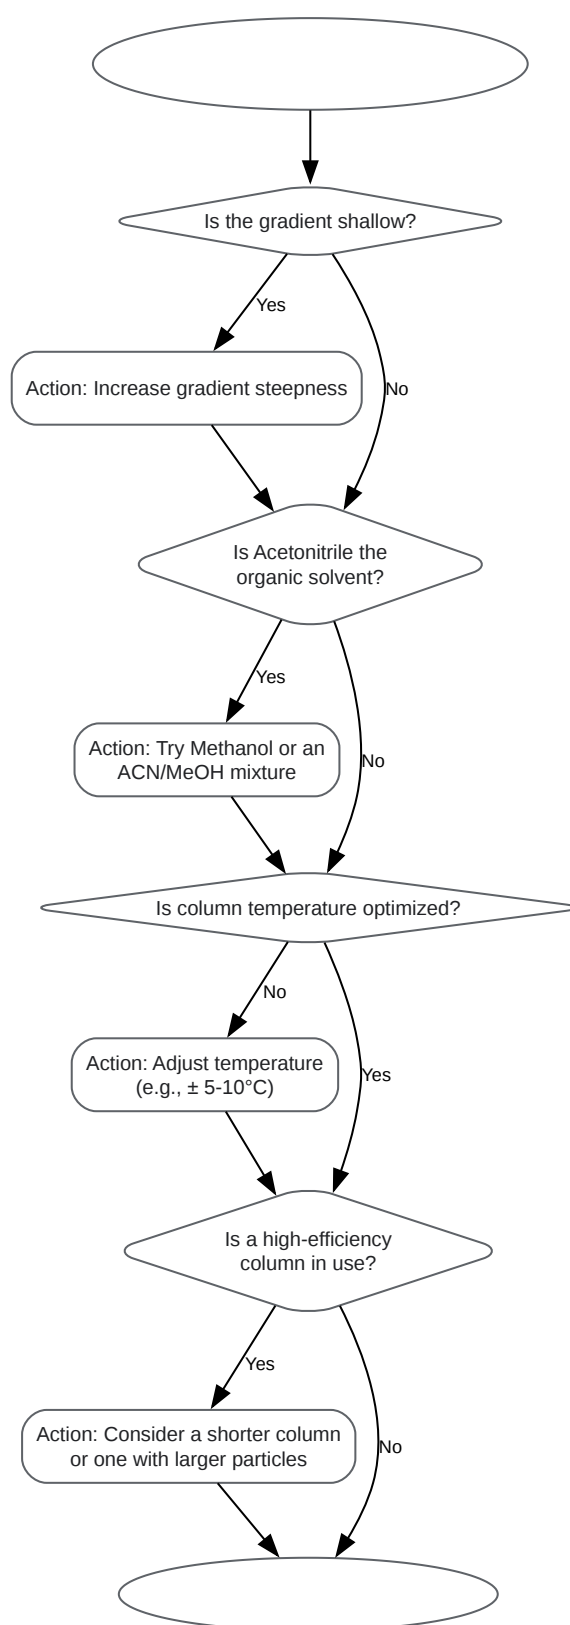 Is the gradient shallow?
Yes
Action: Increase gradient steepness
No
Is Acetonitrile the
organic solvent?
Yes
Action: Try Methanol or an
ACN/MeOH mixture
No
Is column temperature optimized?
No
Action: Adjust temperature
(e.g., ± 5-10°C)
Yes
Is a high-efficiency
column in use?
Yes
Action: Consider a shorter column
or one with larger particles
No